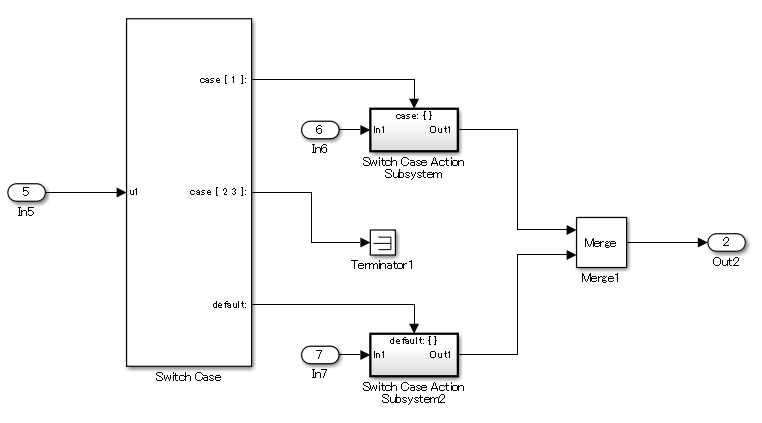 case [ 1 ]:
case: { }
6
In1
Out1
In6
Switch Case Action
Subsystem
5
u1
case [ 2 3 ]:
In5
Merge
2
Terminator1
Out2
Merge1
default:
default: { }
7
In1
Out1
In7
Switch Case
Switch Case Action
Subsystem2